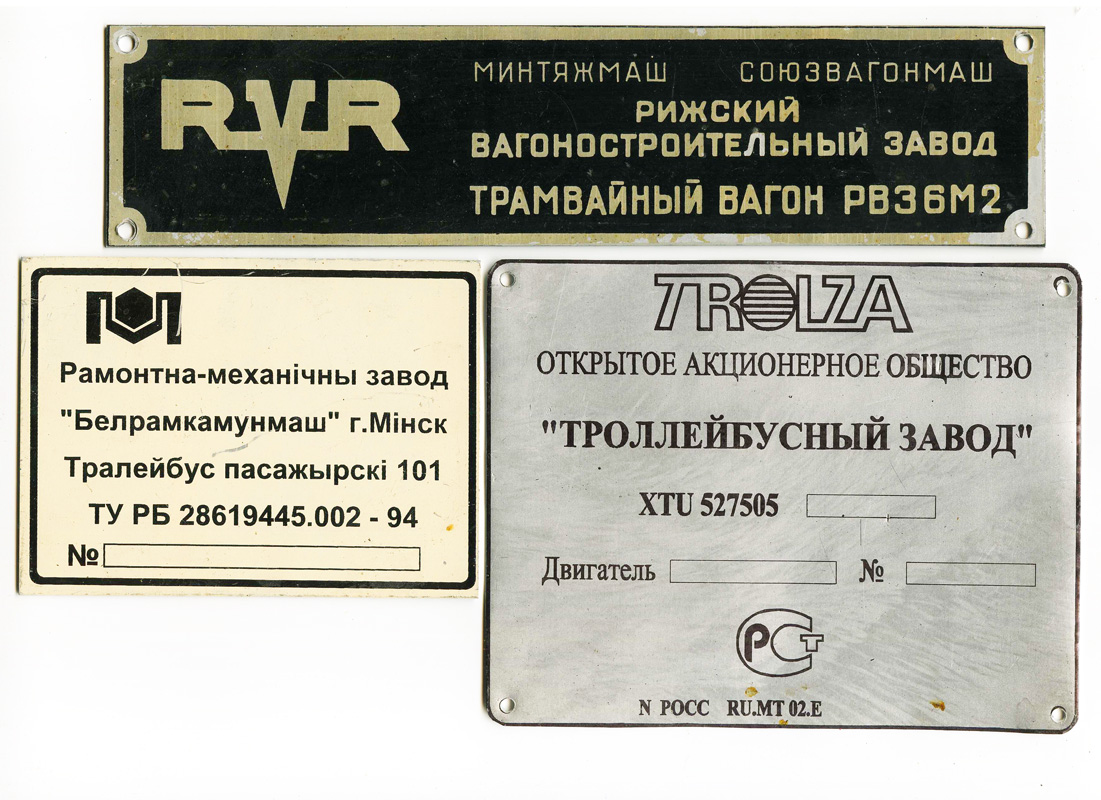 RVR
МИНТЯЖМАШ СОЮЗВАГОНМАШ
РИЖСКИЙ
ВАГОНОСТРОИТЕЛЬНЫЙ ЗАВОД
ТРАМВАЙНЫЙ ВАГОН РВЗ6М2
Рамонтна-механічны завод
"Белрамкамунмаш" г.Мінск
Тралейбус пасажырскі 101
ТУ РБ 28619445.002 - 94
№
TROLZA
ОТКРЫТОЕ АКЦИОНЕРНОЕ ОБЩЕСТВО
"ТРОЛЛЕЙБУСНЫЙ ЗАВОД"
XTU 527505
Двигатель №
РСТ
N РОСС RU.МТ 02.Е